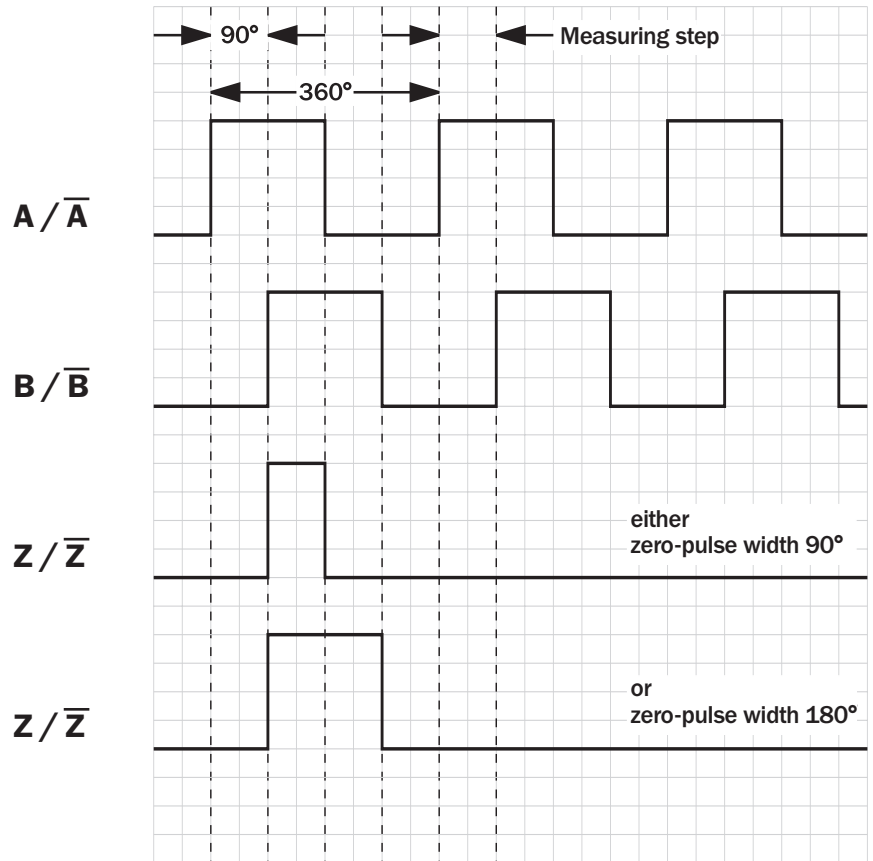 90° Measuring step
360°
A / A̅
B / B̅
Z / Z̅
either
zero-pulse width 90°
Z / Z̅
or
zero-pulse width 180°